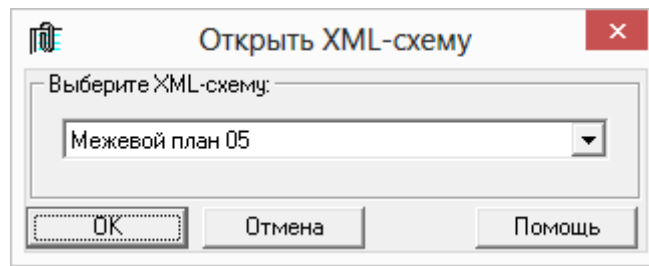 Открыть XML-схему
Выберите XML-схему:
Межевой план 05
OK Отмена Помощь